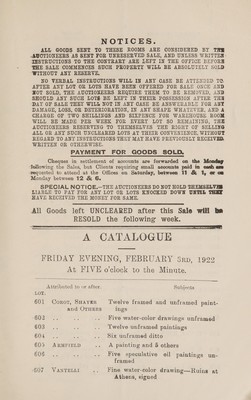 NOTICES.
ALL GOODS SENT TO THESE ROOMS ARE CONSIDERED BY THE
AUCTIONEERS AS SENT FOR UNRESERVED SALE, AND UNLESS WRITTEN
INSTRUCTIONS TO THE CONTRARY ARE LEFT IN THE OFFICE BEFORE
THE SALE COMMENCES SUCH PROPERTY WILL BE ABSOLUTELY SOLD
WITHOUT ANY RESERVE.
NO VERBAL INSTRUCTIONS WILL IN ANY CASE BE ATTENDED TO.
AFTER ANY LOT OR LOTS HAVE BEEN OFFERED FOR SALE ONCE AND
NOT SOLD, THE AUCTIONEERS REQUIRE THEM TO BE REMOVED, AND
SHOULD ANY SUCH LOTS BE LEFT IN THEIR POSSESSION AFTER THE
DAY OF SALE THEY WILL NOT IN ANY CASE BE ANSWERABLE FOR ANY
DAMAGE, LOSS, OR DETERIORATION, IN ANY SHAPE WHATEVER, AND A
CHARGE OF TWO SHILLINGS AND SIXPENCE FOR WAREHOUSE ROOM
WILL BE MADE PER WEEK FOR EVERY LOT SO REMAINING, THE
AUCTIONEERS RESERVING TO THEMSELVES THE RIGHT OF SELLING
ALL OR ANY SUCH UNCLEARED LOTS AT THEIR CONVENIENCE, WITHOUT
REGARD TO ANY INSTRUCTIONS THEY MAY HAVE PREVIOUSLY RECEIVED,
WRITTEN OR OTHERWISE.
PAYMENT FOR GOODS SOLD.
Cheques in settlement of accounts are forwarded on the Monday
following the Sales, but Clients requiring small amounts paid in cash are
requested to attend at the Offices on Saturday, between 11 & 1, or on
Monday between 12 & 6.
SPECIAL NOTICE.—THE AUCTIONEERS DO NOT HOLD THEMSELVES
LIABLE TO PAY FOR ANY LOT OR LOTS KNOCKED DOWN UNTIL THEY
HAVE RECEIVED THE MONEY FOR SAME.
All Goods left UNCLEARED after this Sale will be
RESOLD the following week.
A CATALOGUE
FRIDAY EVENING, FEBRUARY 3RD, 1922
At FIVE o'clock to the Minute.
Attributed to or after. Subjects
LOT.
601 COROT, SHAYER AND OTHERS Twelve framed and unframed paintings
602 .. .. .. Five water-color drawings unframed
603 .. .. .. Twelve unframed paintings
604 .. .. .. Six unframed ditto
605 ARMFIELD .. .. A painting and 5 others
606 .. .. .. Five speculative oil paintings unframed
607 .. .. Fine water-color drawing—Ruins at Athens, signed